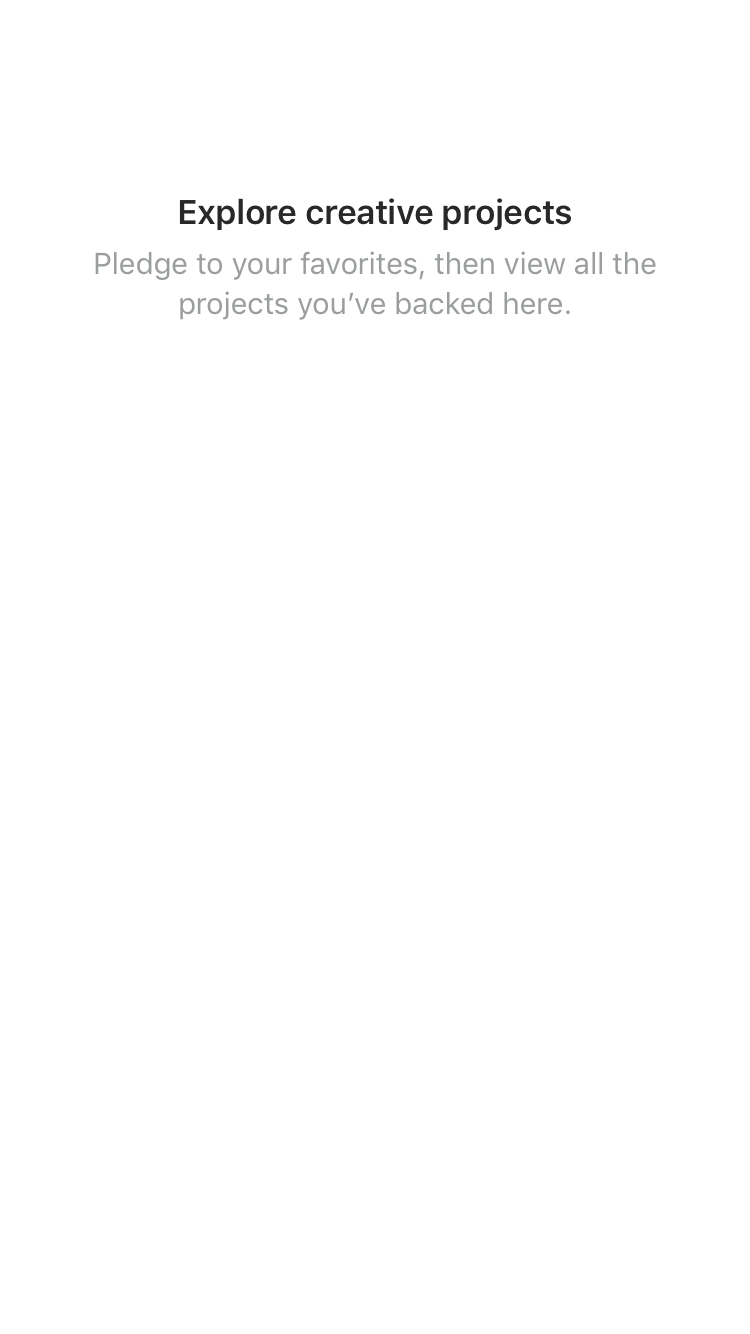 Explore creative projects
Pledge to your favorites, then view all the
projects you’ve backed here.